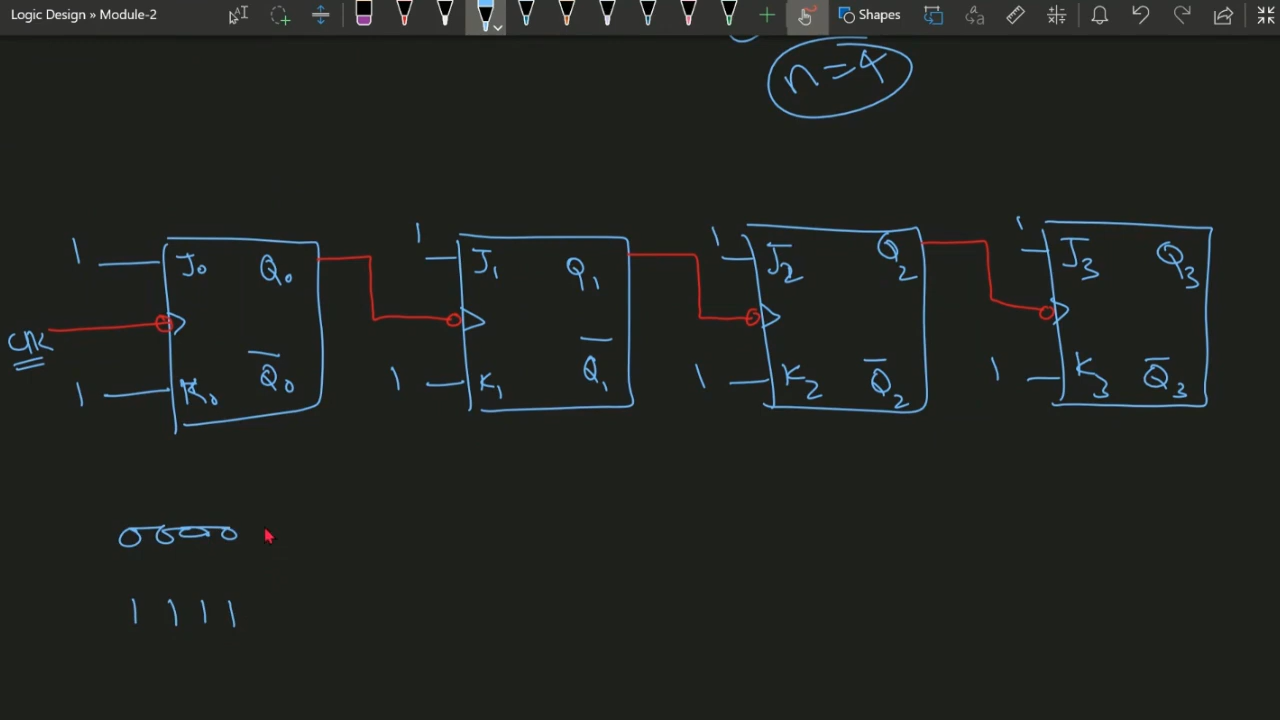 Logic Design » Module-2
Shapes
n=4
1 J0 Q0 1 J1 Q1 1 J2 Q2 1 J3 Q3
CLK
1 K0 Q̅0 1 K1 Q̅1 1 K2 Q̅2 1 K3 Q̅3
0000
1111